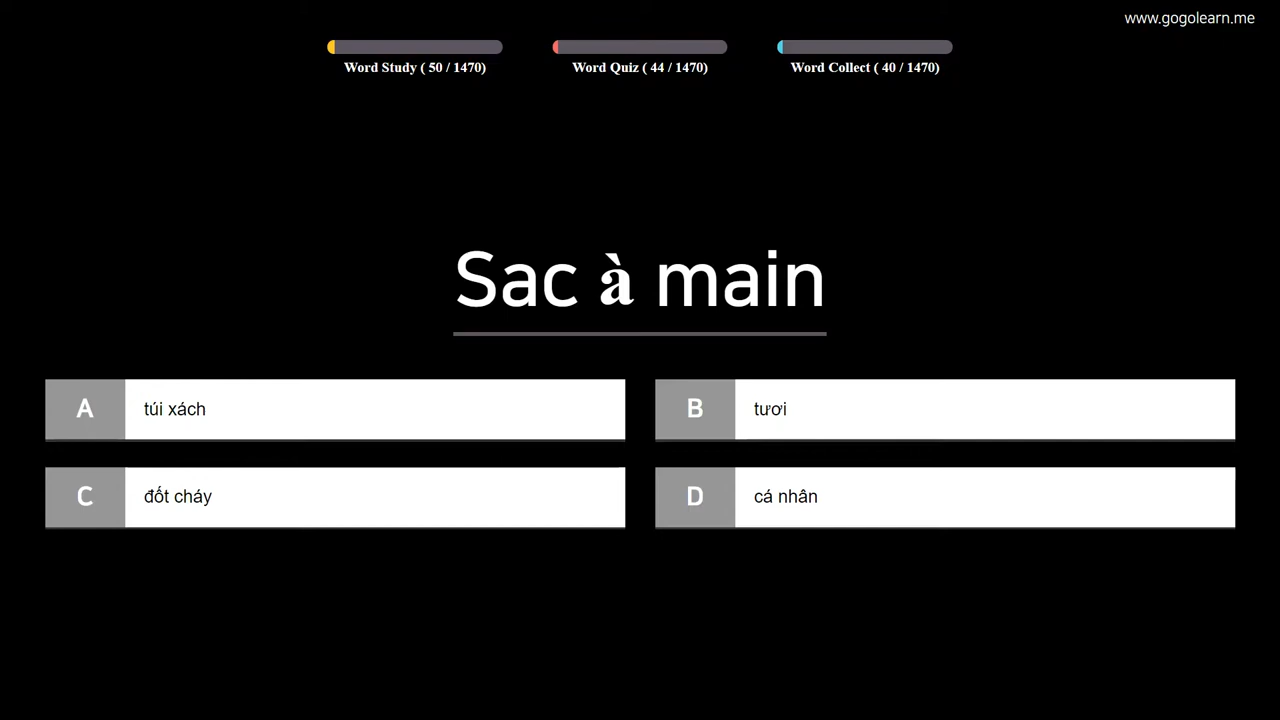 www.gogolearn.me
Word Study ( 50 / 1470)
Word Quiz ( 44 / 1470)
Word Collect ( 40 / 1470)
Sac à main
A túi xách
B tươi
C đốt cháy
D cá nhân